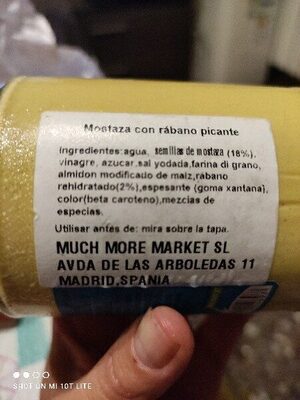 Mostaza con rábano picante
Ingredientes:agua, semillas de mostaza (18%),
vinagre, azucar,sal yodada,farina di grano,
almidon modificado de maiz,rabano
rehidratado(2%),espesante (goma xantana),
color(beta caroteno),mezcias de
especias.
Utilisar antes de: mira sobre la tapa.
MUCH MORE MARKET SL
AVDA DE LAS ARBOLEDAS 11
MADRID,SPANIA
SHOT ON MI 10T LITE